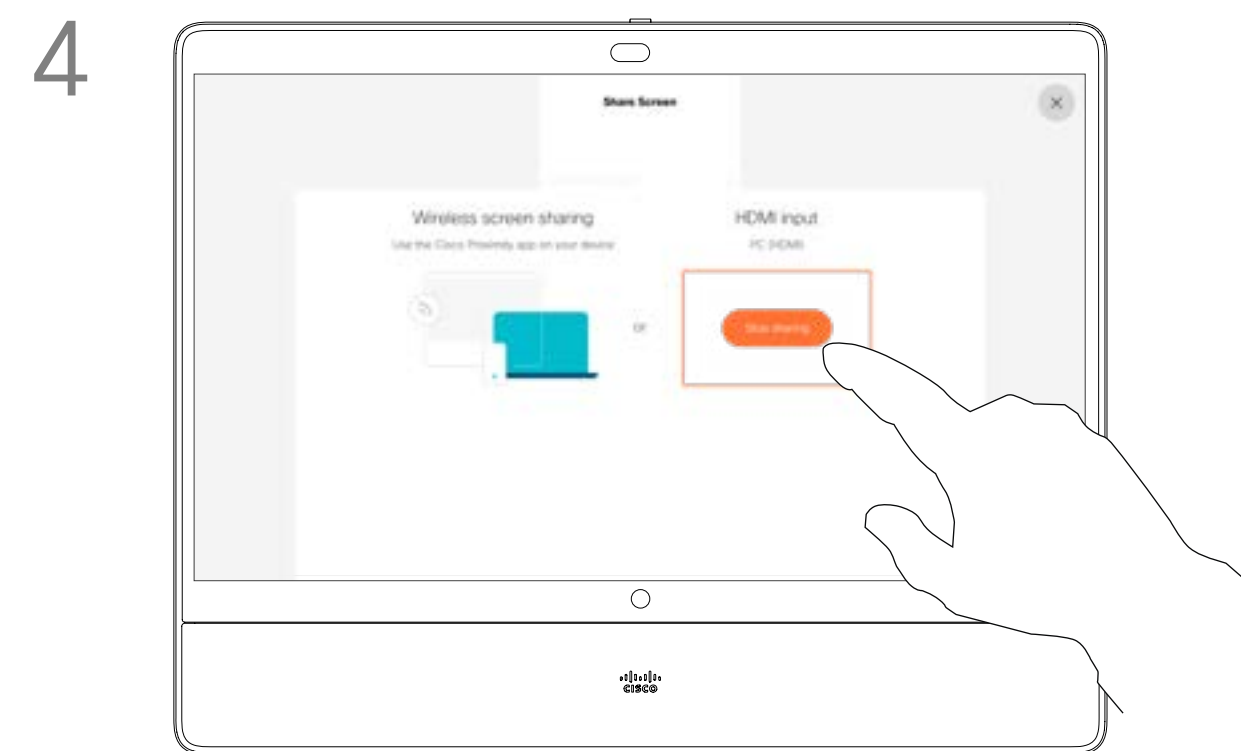 4
Share Screen
Wireless screen sharing
Use the Cisco Proximity app on your device
or
HDMI input
PC (HDMI)
Stop sharing
CISCO